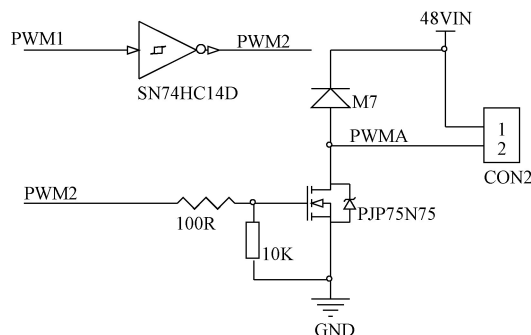 48VIN
PWM1
PWM2
SN74HC14D
M7
1
PWMA
2
CON2
PWM2
100R
PJP75N75
10K
GND